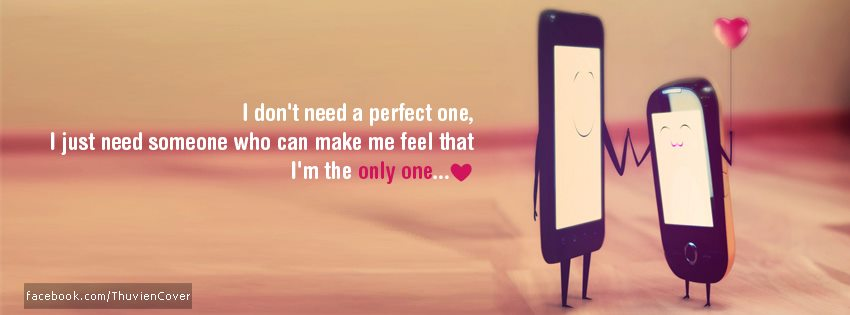 I don't need a perfect one,
I just need someone who can make me feel that
I'm the only one...
facebook.com/ThuvienCover